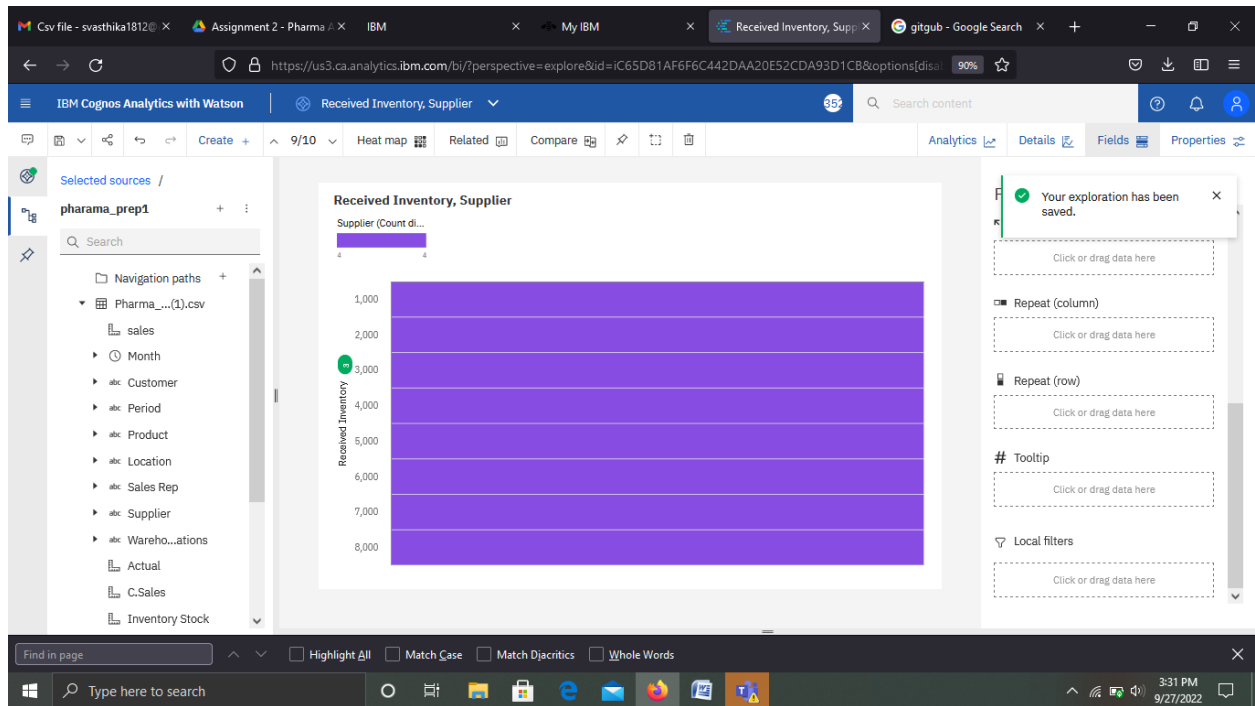 Csv file - svasthika1812@
Assignment 2 - Pharma A
IBM
My IBM
Received Inventory, Supp
gitgub - Google Search
https://us3.ca.analytics.ibm.com/bi/?perspective=explore&id=iC65D81AF6F6C442DAA20E52CDA93D1CB&options[disa
90%
IBM Cognos Analytics with Watson
Received Inventory, Supplier
Search content
Create +
9/10
Heat map
Related
Compare
Analytics
Details
Fields
Properties
Selected sources /
pharama_prep1
Search
Navigation paths +
Pharma_...(1).csv
sales
Month
abc Customer
abc Period
abc Product
abc Location
abc Sales Rep
abc Supplier
abc Wareho...ations
Actual
C.Sales
Inventory Stock
Received Inventory, Supplier
Supplier (Count di...
4 4
1,000
2,000
3,000
4,000
5,000
6,000
7,000
8,000
Received Inventory
3
Your exploration has been
saved.
Click or drag data here
Repeat (column)
Click or drag data here
Repeat (row)
Click or drag data here
# Tooltip
Click or drag data here
Local filters
Click or drag data here
Find in page
Highlight All
Match Case
Match Diacritics
Whole Words
Type here to search
3:31 PM
9/27/2022